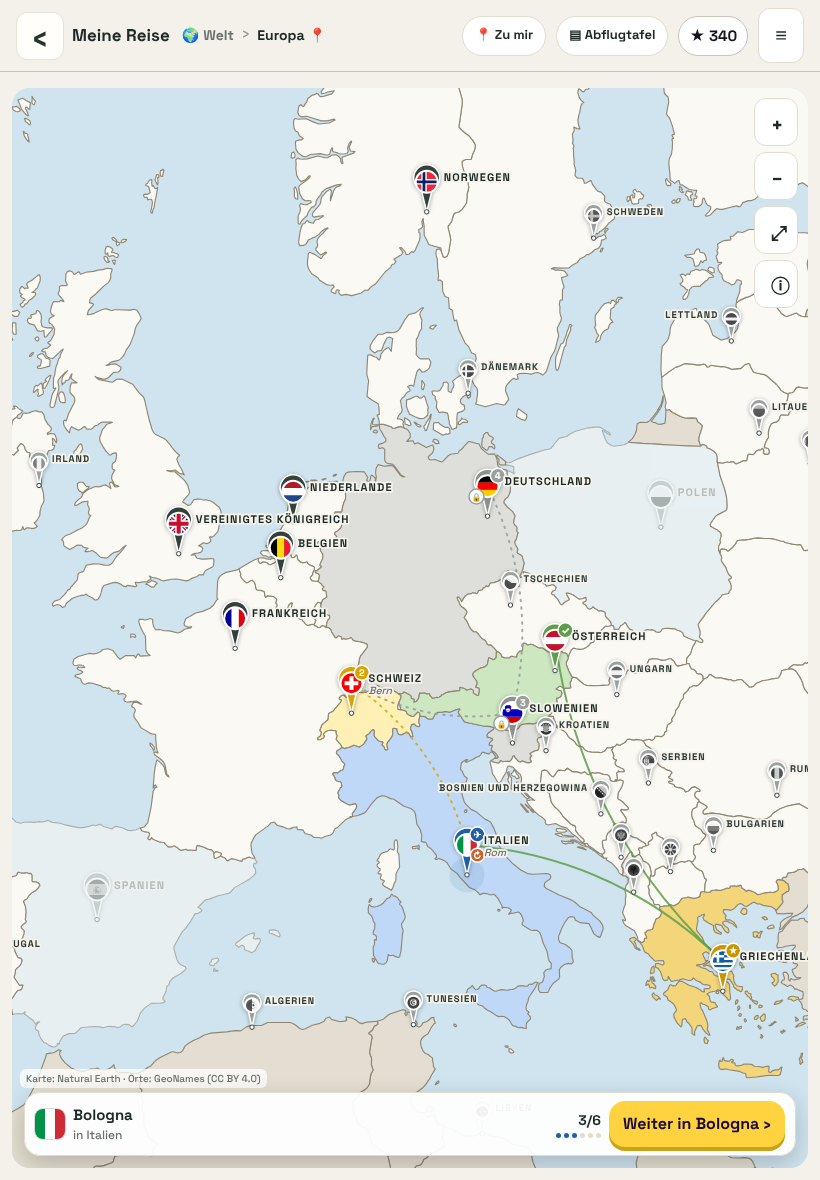 < Meine Reise 🌍 Welt > Europa 📍
📍 Zu mir
▤ Abflugtafel
★ 340
≡
+
−
NORWEGEN
SCHWEDEN
LETTLAND
DÄNEMARK
LITAUE
IRLAND
4
DEUTSCHLAND
NIEDERLANDE
POLEN
VEREINIGTES KÖNIGREICH
BELGIEN
TSCHECHIEN
FRANKREICH
ÖSTERREICH
UNGARN
2
SCHWEIZ
Bern
3
SLOWENIEN
KROATIEN
SERBIEN
RUM
BOSNIEN UND HERZEGOWINA
BULGARIEN
ITALIEN
Rom
SPANIEN
UGAL
GRIECHENLA
ALGERIEN
TUNESIEN
Karte: Natural Earth · Orte: GeoNames (CC BY 4.0)
LIBYEN
Bologna
in Italien
3/6
Weiter in Bologna >